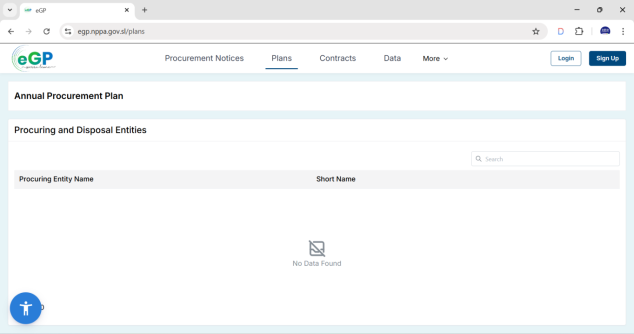 eGP
egp.nppa.gov.sl/plans
eGP
Procurement Notices Plans Contracts Data More Login Sign Up
Annual Procurement Plan
Procuring and Disposal Entities
Search
Procuring Entity Name Short Name
No Data Found